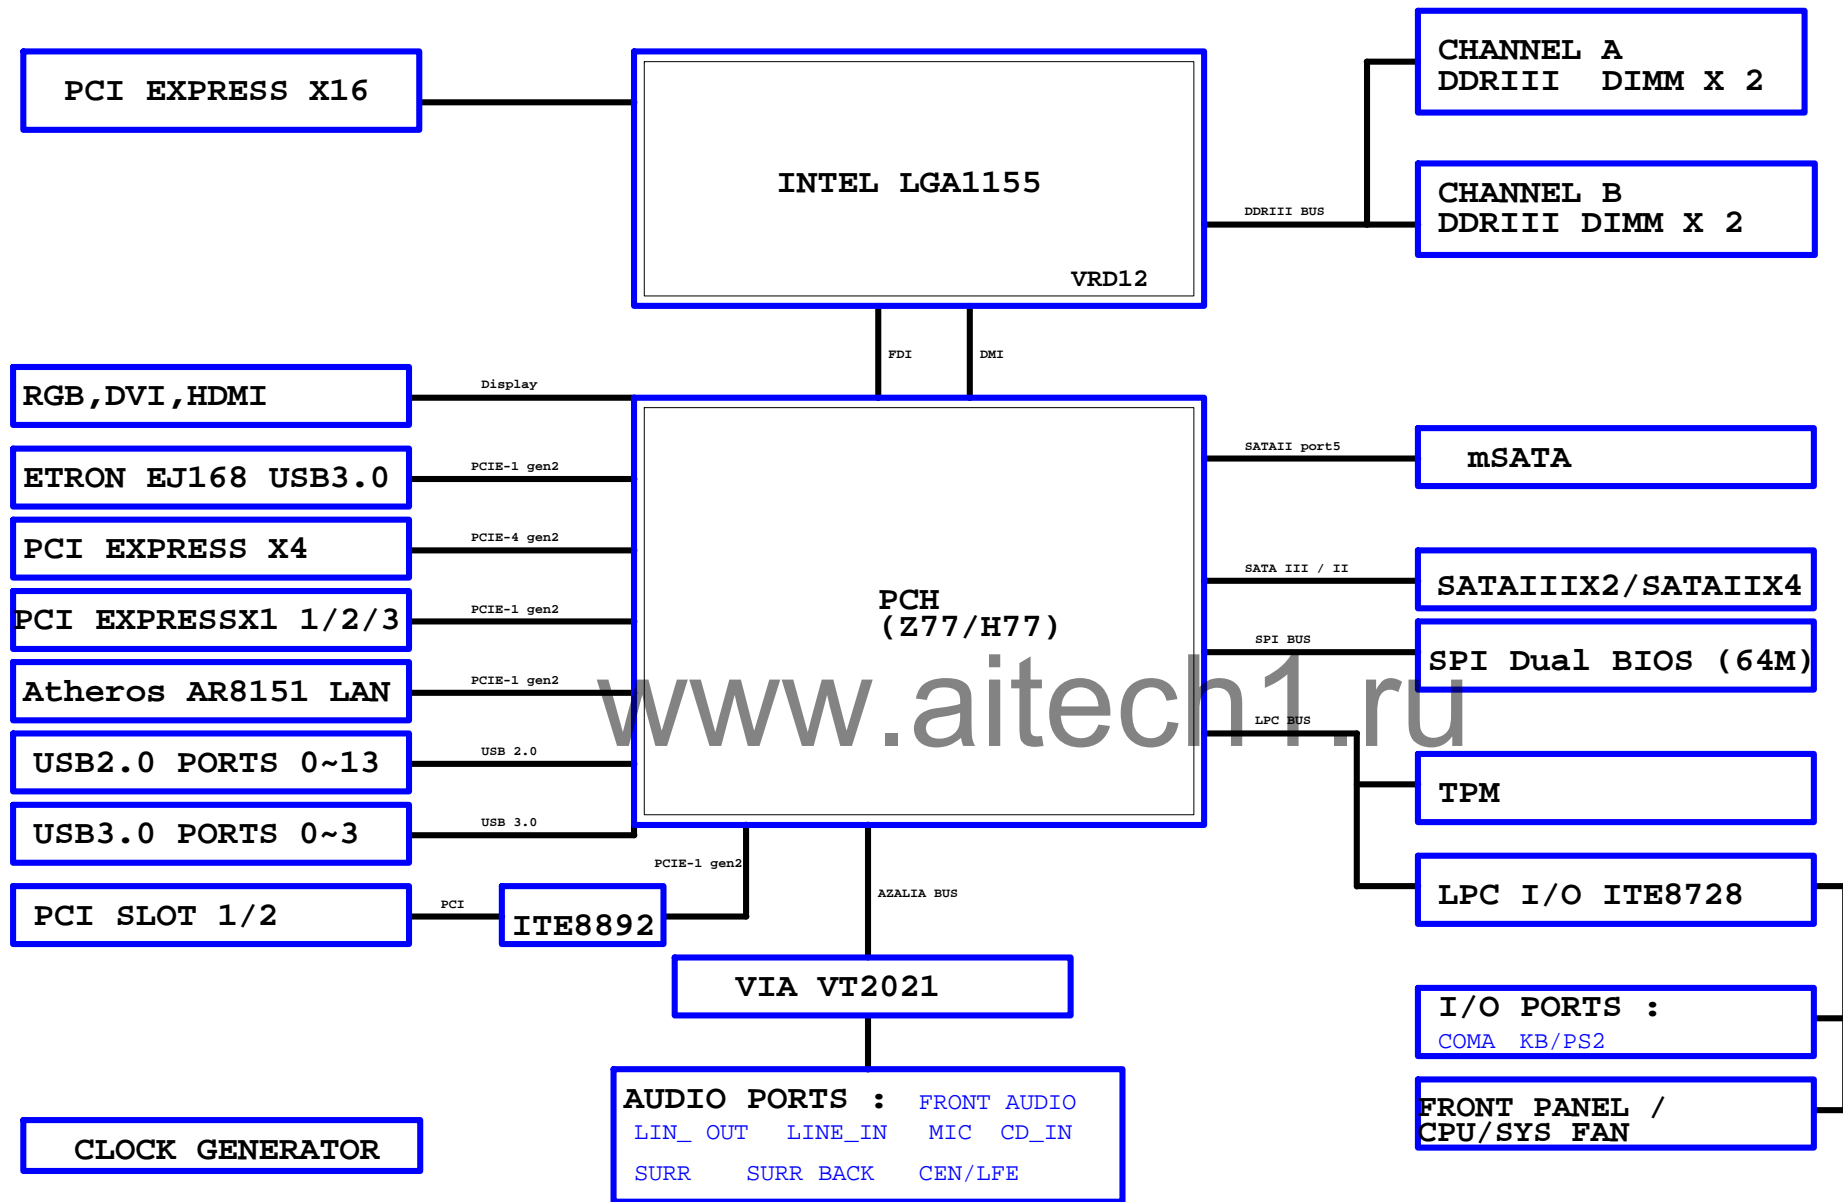 PCI EXPRESS X16
INTEL LGA1155
VRD12
CHANNEL A
DDRIII DIMM X 2
CHANNEL B
DDRIII DIMM X 2
DDRIII BUS
FDI
DMI
RGB,DVI,HDMI
Display
ETRON EJ168 USB3.0
PCIE-1 gen2
PCI EXPRESS X4
PCIE-4 gen2
PCI EXPRESSX1 1/2/3
PCIE-1 gen2
Atheros AR8151 LAN
PCIE-1 gen2
USB2.0 PORTS 0~13
USB 2.0
USB3.0 PORTS 0~3
USB 3.0
PCI SLOT 1/2
PCI
ITE8892
PCIE-1 gen2
PCH
(Z77/H77)
www.aitech1.ru
SATAII port5
mSATA
SATA III / II
SATAIIIX2/SATAIIX4
SPI BUS
SPI Dual BIOS (64M)
LPC BUS
TPM
LPC I/O ITE8728
I/O PORTS :
COMA KB/PS2
FRONT PANEL /
CPU/SYS FAN
AZALIA BUS
VIA VT2021
AUDIO PORTS : FRONT AUDIO
LIN_ OUT LINE_IN MIC CD_IN
SURR SURR BACK CEN/LFE
CLOCK GENERATOR